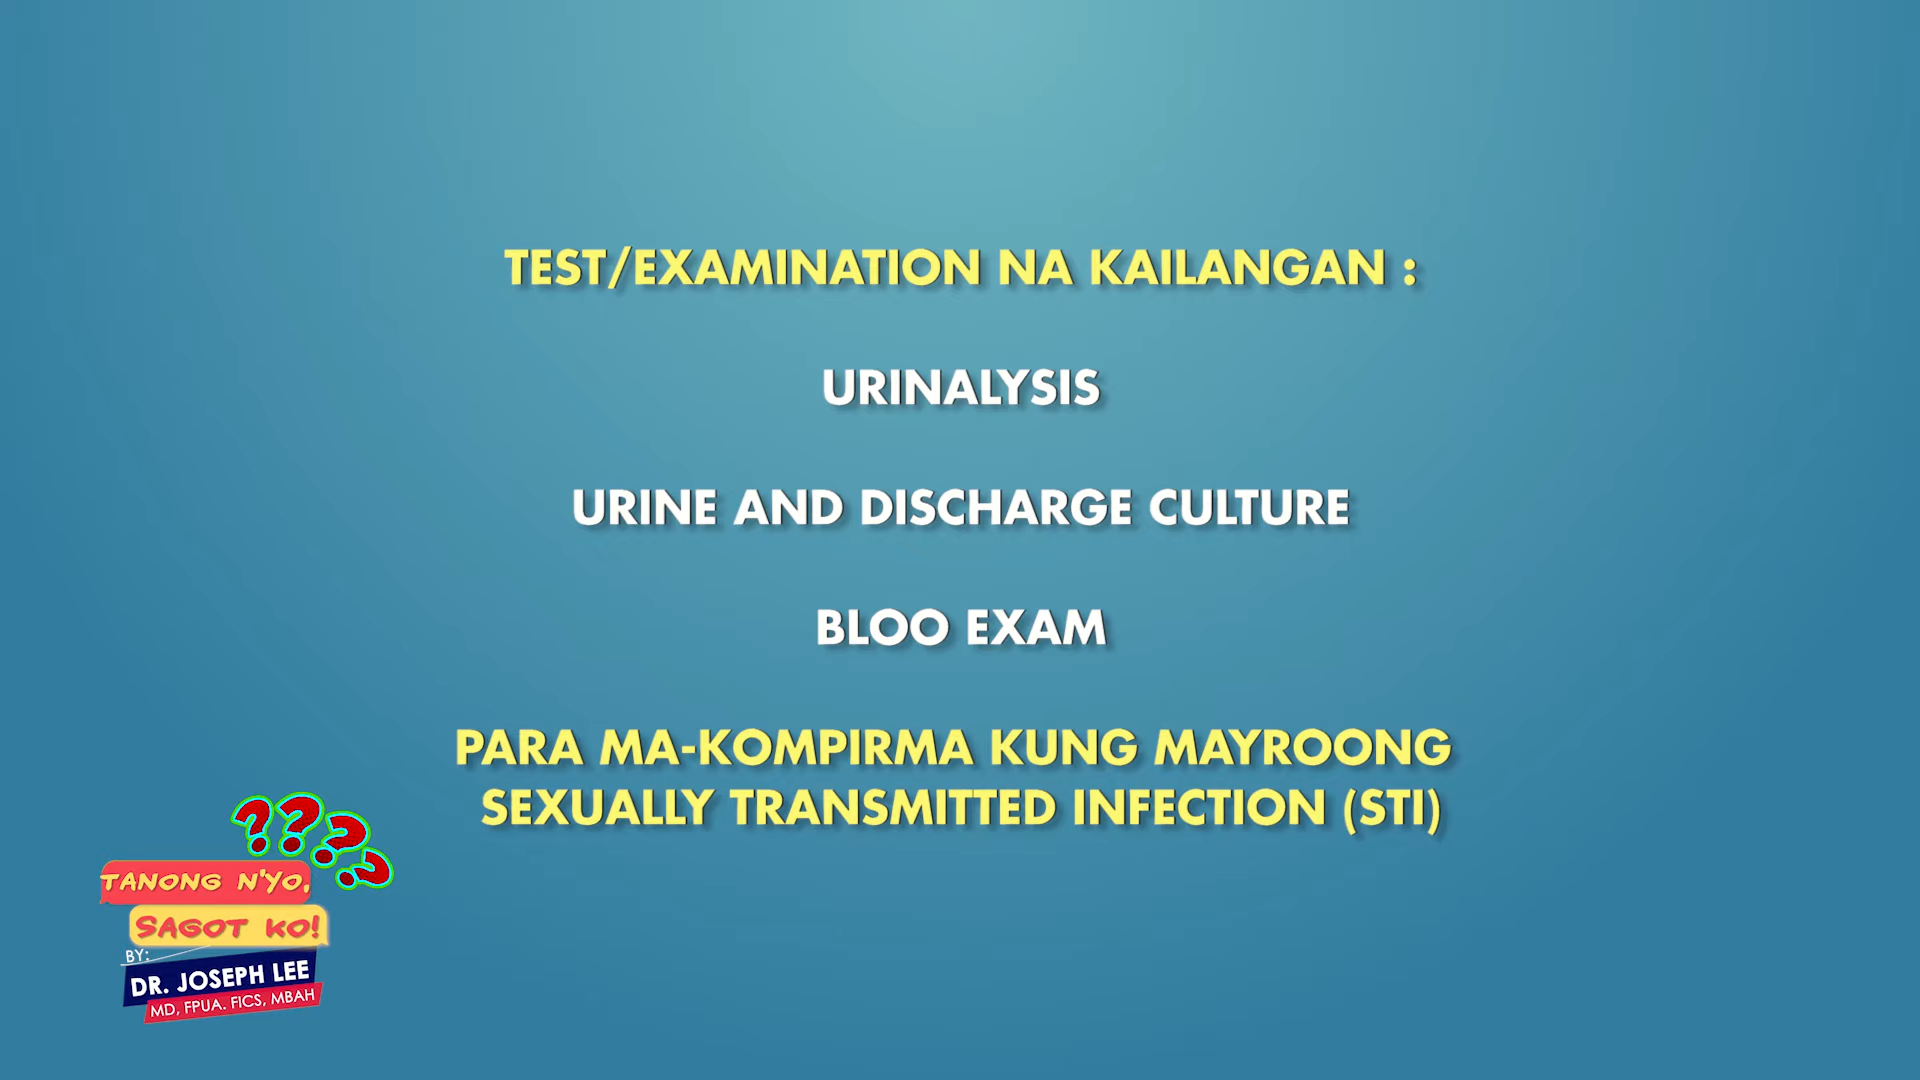 TEST/EXAMINATION NA KAILANGAN :
URINALYSIS
URINE AND DISCHARGE CULTURE
BLOO EXAM
PARA MA-KOMPIRMA KUNG MAYROONG
SEXUALLY TRANSMITTED INFECTION (STI)
????
TANONG N'YO,
SAGOT KO!
BY:
DR. JOSEPH LEE
MD, FPUA. FICS, MBAH